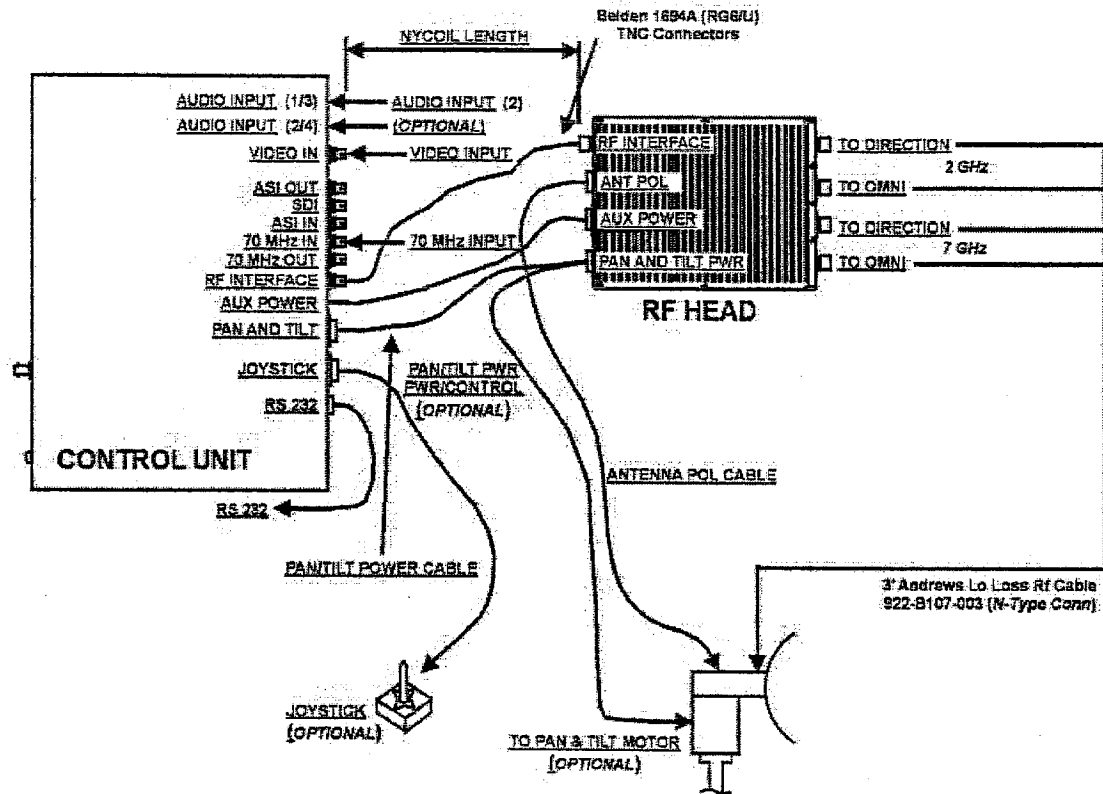 Belden 1694A (RG6/U)
TNC Connectors
NYCOIL LENGTH
AUDIO INPUT (1/3)
AUDIO INPUT (2)
AUDIO INPUT (2/4)
(OPTIONAL)
VIDEO IN
VIDEO INPUT
ASI OUT
SDI
ASI IN
70 MHz IN
70 MHz INPUT
70 MHz OUT
RF INTERFACE
AUX POWER
PAN AND TILT
JOYSTICK
RS 232
CONTROL UNIT
RS 232
RF INTERFACE
ANT POL
AUX POWER
PAN AND TILT PWR
RF HEAD
TO DIRECTION
2 GHz
TO OMNI
TO DIRECTION
7 GHz
TO OMNI
PAN/TILT PWR
PWR/CONTROL
(OPTIONAL)
ANTENNA POL CABLE
PAN/TILT POWER CABLE
3' Andrews Lo Loss Rf Cable
922-8107-003 (N-Type Conn)
JOYSTICK
(OPTIONAL)
TO PAN & TILT MOTOR
(OPTIONAL)